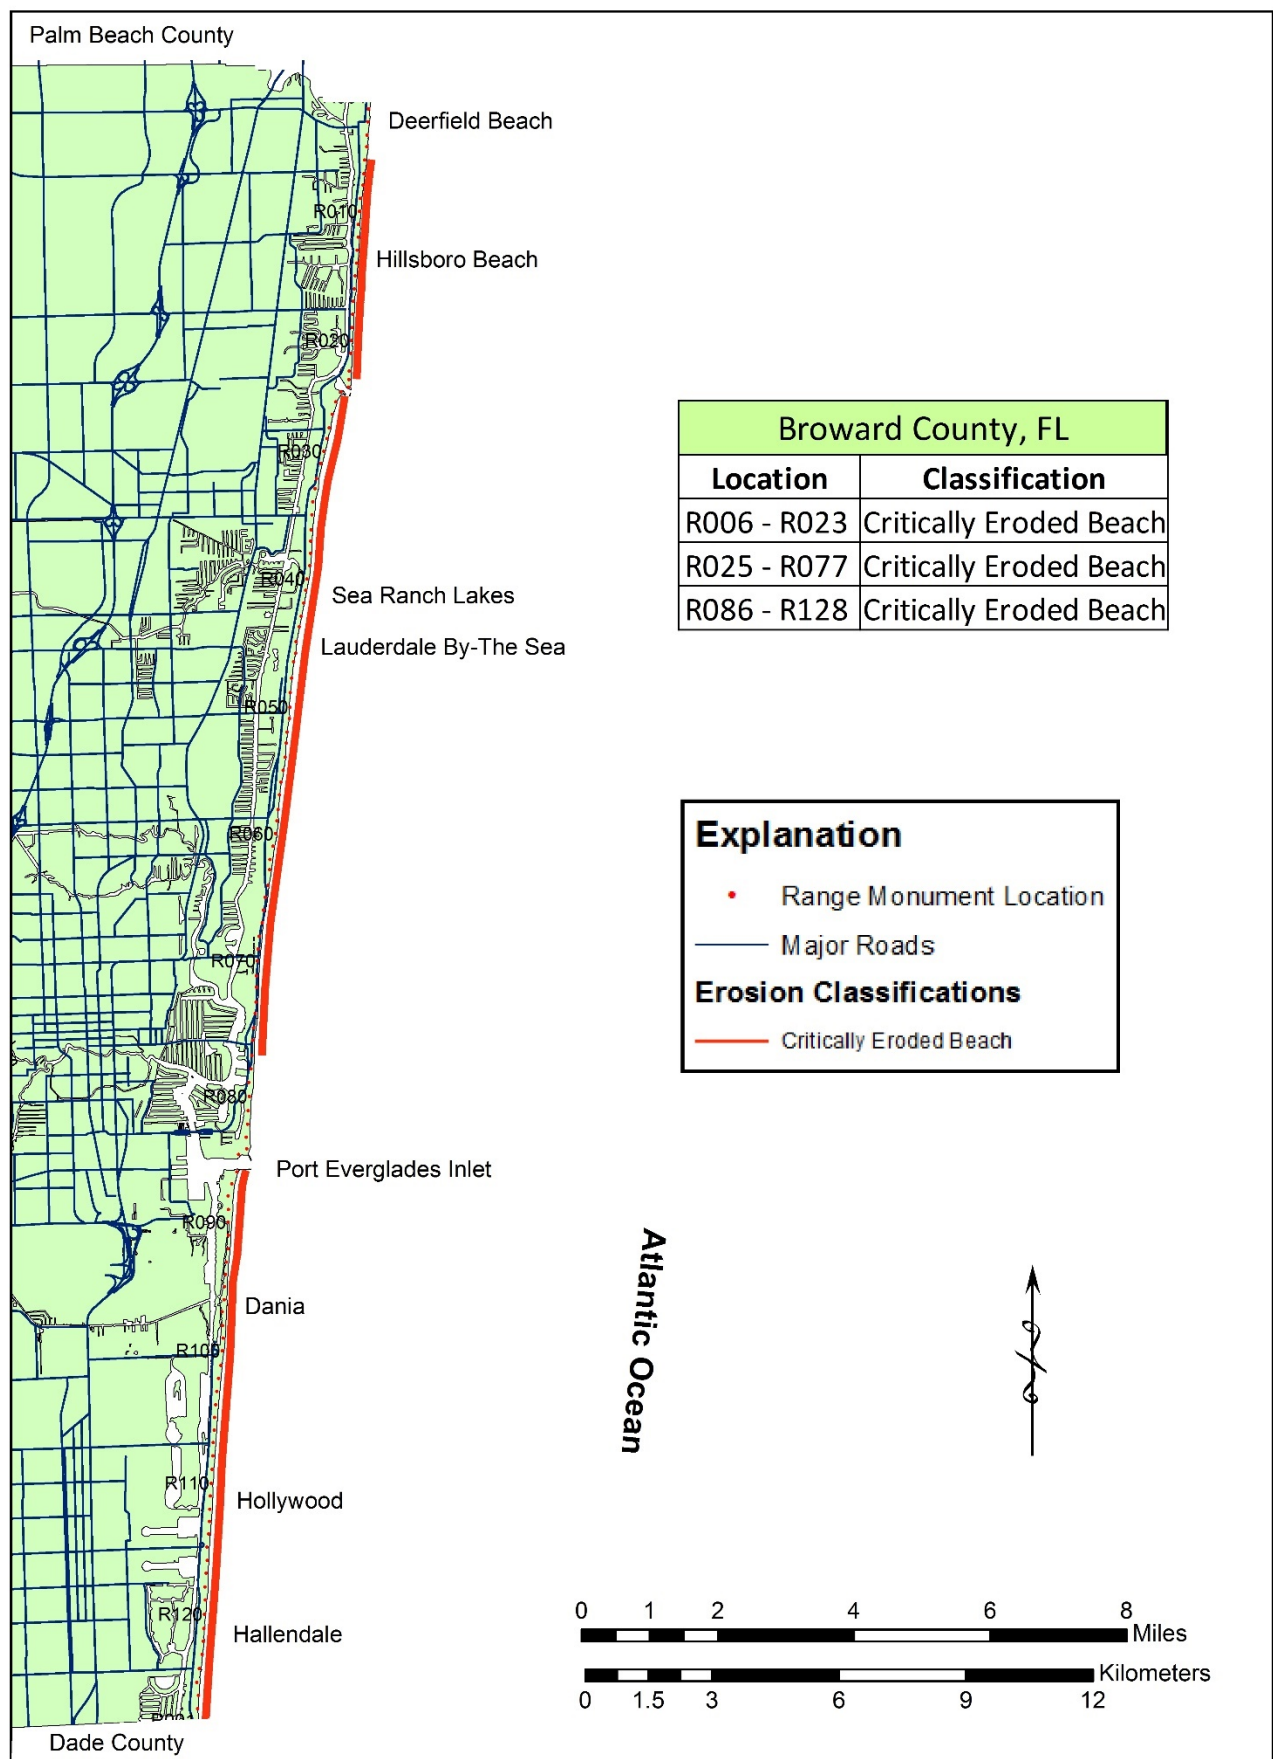 Palm Beach County
Deerfield Beach
R010
Hillsboro Beach
R020
R030
R040
Sea Ranch Lakes
Lauderdale By-The Sea
R050
R060
R070
R080
Port Everglades Inlet
R090
Dania
R100
R110
Hollywood
R120
Hallendale
Dade County
Broward County, FL
Location Classification
R006 - R023 Critically Eroded Beach
R025 - R077 Critically Eroded Beach
R086 - R128 Critically Eroded Beach
Explanation
Range Monument Location
Major Roads
Erosion Classifications
Critically Eroded Beach
Atlantic Ocean
0 1 2 4 6 8
Miles
Kilometers
0 1.5 3 6 9 12